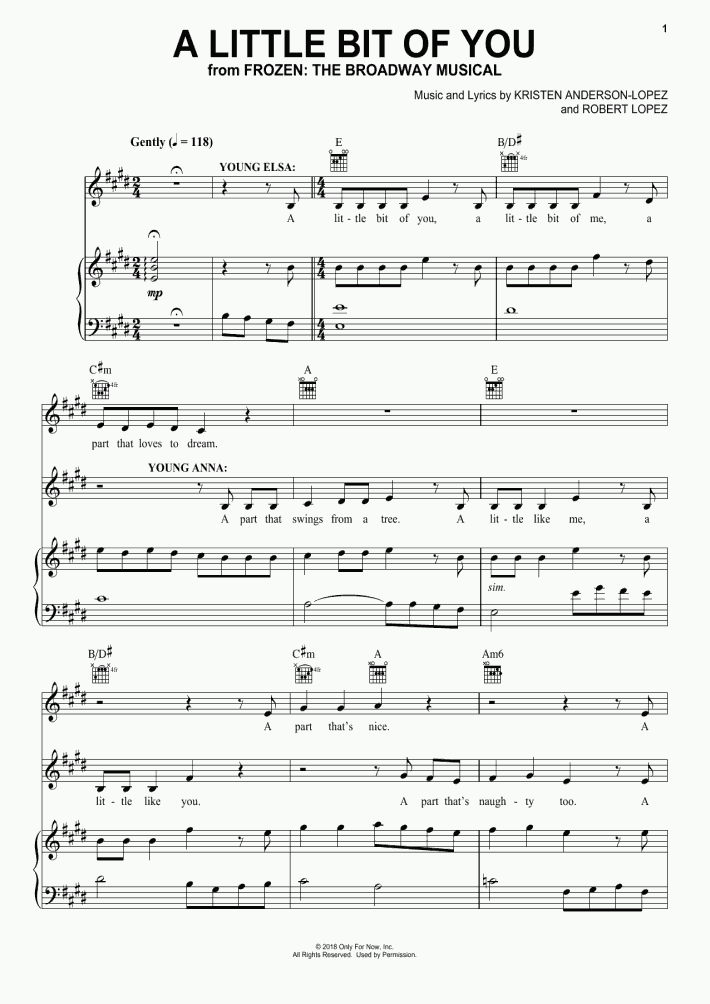 1
A LITTLE BIT OF YOU
from FROZEN: THE BROADWAY MUSICAL
Music and Lyrics by KRISTEN ANDERSON-LOPEZ
and ROBERT LOPEZ
Gently (♩ = 118)
E B/D♯
4fr
YOUNG ELSA:
A lit - tle bit of you, a lit - tle bit of me, a
mp
C♯m A E
4fr
part that loves to dream.
YOUNG ANNA:
A part that swings from a tree. A lit - tle like me, a
sim.
B/D♯ C♯m A Am6
4fr 4fr
A part that's nice. A
lit - tle like you. A part that's naugh - ty too. A
© 2018 Only For Now, Inc.
All Rights Reserved. Used by Permission.